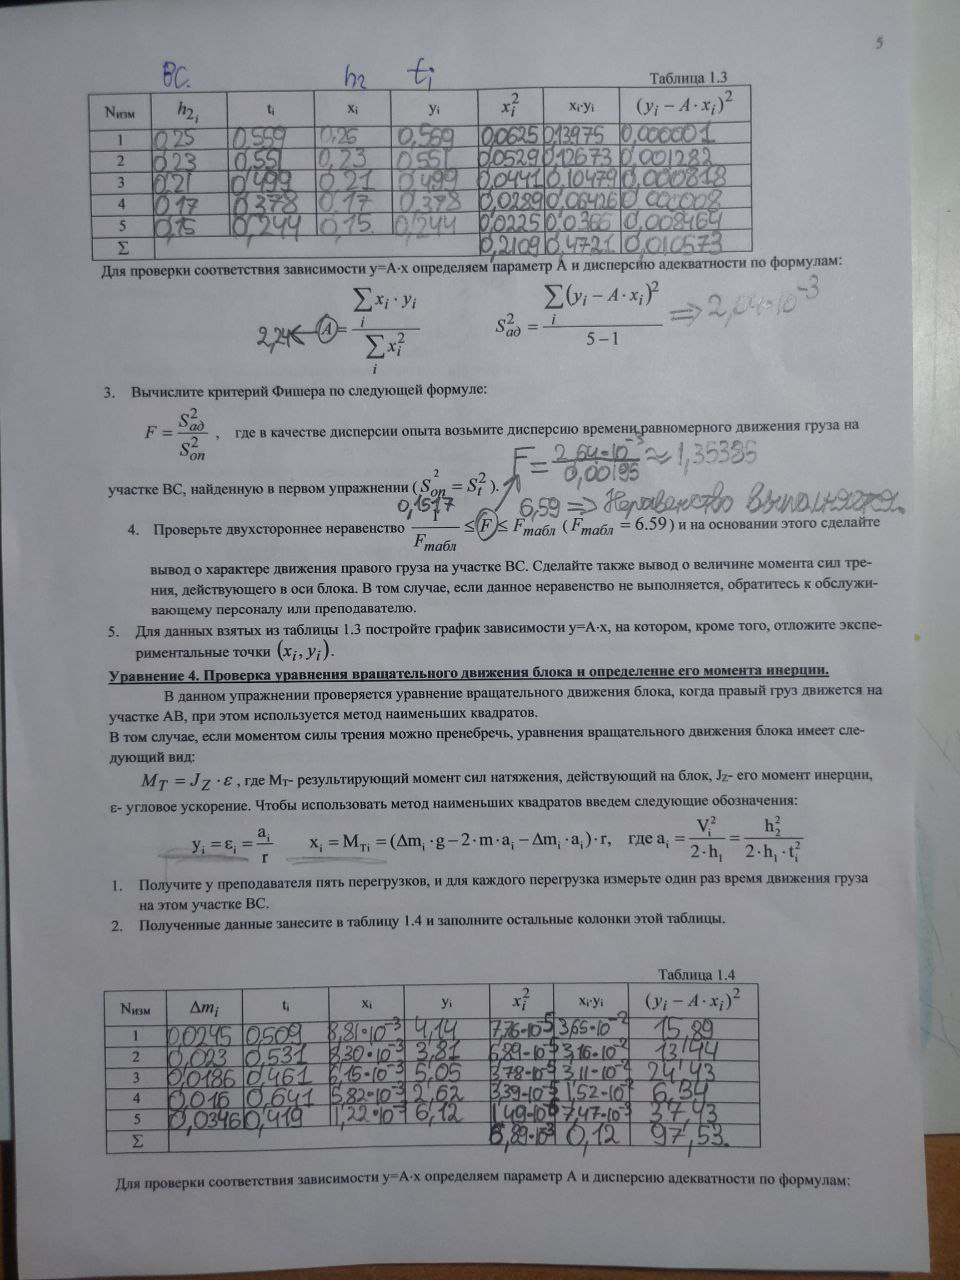 5
BC. h2 ti
Таблица 1.3
Nизм h₂ᵢ tᵢ xᵢ yᵢ xᵢ² xᵢ·yᵢ (yᵢ − A·xᵢ)²
1 0,25 0.559 0,25 0,559 0,0625 0,13975 0,000001
2 0,23 0.551 0,23 0,551 0,0529 0,12673 0,001282
3 0,21 0,499 0,21 0,499 0,0441 0,10479 0,000818
4 0,17 0.378 0,17 0,378 0,0289 0,06426 0,000008
5 0,15 0,244 0,15. 0,244 0,0225 0,0366 0,008464
Σ 0,2109 0,4721 0,010573
Для проверки соответствия зависимости y=A·x определяем параметр A и дисперсию адекватности по формулам:
2,24 ← A = ∑ᵢ xᵢ · yᵢ / ∑ᵢ xᵢ² S²ад = ∑ᵢ (yᵢ − A · xᵢ)² / 5 − 1 ⇒ 2,64·10⁻³
3. Вычислите критерий Фишера по следующей формуле:
F = S²ад / S²оп , где в качестве дисперсии опыта возьмите дисперсию времени равномерного движения груза на
F = 2,64·10⁻³ / 0,00195 ≈ 1,35385
участке BC, найденную в первом упражнении ( S²оп = S²t ).
0,1517 6,59 ⇒ Неравенство выполняется.
4. Проверьте двухстороннее неравенство 1 / Fтабл ≤ F ≤ Fтабл ( Fтабл = 6.59 ) и на основании этого сделайте
вывод о характере движения правого груза на участке BC. Сделайте также вывод о величине момента сил тре-
ния, действующего в оси блока. В том случае, если данное неравенство не выполняется, обратитесь к обслужи-
вающему персоналу или преподавателю.
5. Для данных взятых из таблицы 1.3 постройте график зависимости y=A·x, на котором, кроме того, отложите экспе-
риментальные точки (xᵢ, yᵢ).
Уравнение 4. Проверка уравнения вращательного движения блока и определение его момента инерции.
В данном упражнении проверяется уравнение вращательного движения блока, когда правый груз движется на
участке AB, при этом используется метод наименьших квадратов.
В том случае, если моментом силы трения можно пренебречь, уравнения вращательного движения блока имеет сле-
дующий вид:
M_T = J_Z · ε , где Mт- результирующий момент сил натяжения, действующий на блок, Jz- его момент инерции,
ε- угловое ускорение. Чтобы использовать метод наименьших квадратов введем следующие обозначения:
yᵢ = εᵢ = aᵢ / r xᵢ = Mтᵢ = (Δmᵢ · g − 2 · m · aᵢ − Δmᵢ · aᵢ) · r, где aᵢ = Vᵢ² / 2 · h₁ = h₂² / 2 · h₁ · tᵢ²
1. Получите у преподавателя пять перегрузков, и для каждого перегрузка измерьте один раз время движения груза
на этом участке BC.
2. Полученные данные занесите в таблицу 1.4 и заполните остальные колонки этой таблицы.
Таблица 1.4
Nизм Δmᵢ tᵢ xᵢ yᵢ xᵢ² xᵢ·yᵢ (yᵢ − A·xᵢ)²
1 0,0245 0,509 8,81·10⁻³ 4,14 7,76·10⁻⁵ 3,65·10⁻² 15,89
2 0,023 0,531 8,30·10⁻³ 3,81 6,89·10⁻⁵ 3,16·10⁻² 13,44
3 0,0186 0,461 6,15·10⁻³ 5,05 3,78·10⁻⁵ 3,11·10⁻² 24,43
4 0,016 0,641 5,82·10⁻³ 2,62 3,39·10⁻⁵ 1,52·10⁻² 6,34
5 0,0346 0,419 1,22·10⁻³ 6,12 1,49·10⁻⁶ 7,47·10⁻³ 37,43
Σ 0,12 97,53.
Для проверки соответствия зависимости y=A·x определяем параметр A и дисперсию адекватности по формулам: